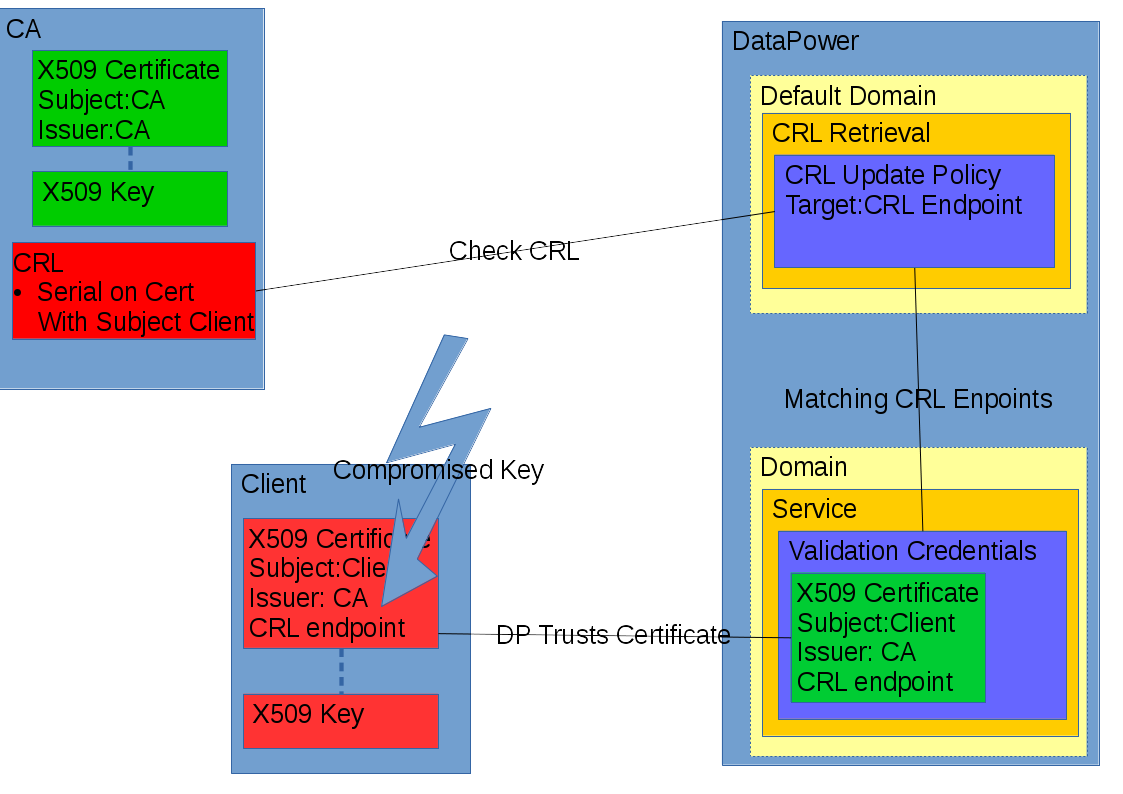 CA
X509 Certificate
Subject:CA
Issuer:CA
X509 Key
CRL
• Serial on Cert
With Subject Client
Check CRL
DataPower
Default Domain
CRL Retrieval
CRL Update Policy
Target:CRL Endpoint
Matching CRL Enpoints
Compromised Key
Client
X509 Certific e
Subject:Clie
Issuer: CA
CRL endpoint
X509 Key
DP Trusts Certificate
Domain
Service
Validation Credentials
X509 Certificate
Subject:Client
Issuer: CA
CRL endpoint